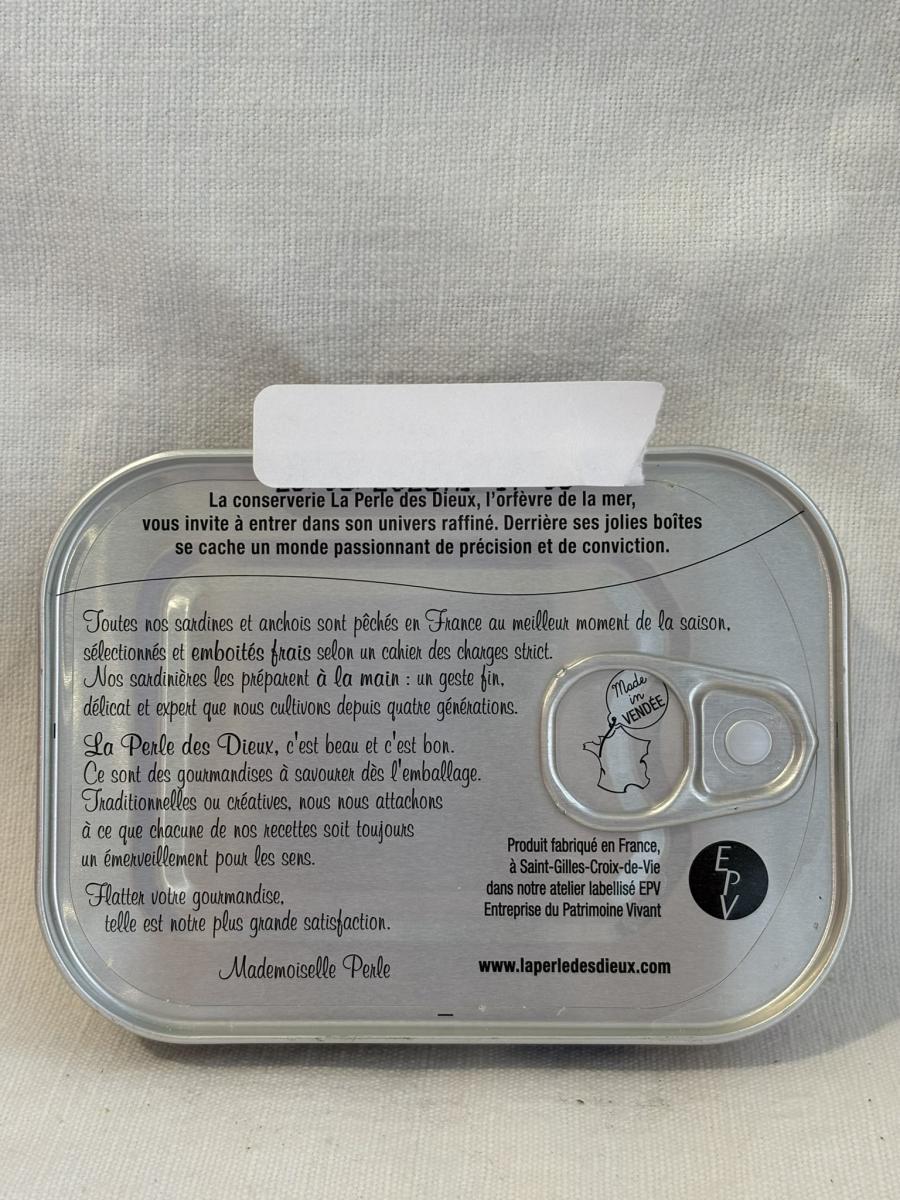 La conserverie La Perle des Dieux, l'orfèvre de la mer,
vous invite à entrer dans son univers raffiné. Derrière ses jolies boîtes
se cache un monde passionnant de précision et de conviction.
Toutes nos sardines et anchois sont pêchés en France au meilleur moment de la saison,
sélectionnés et emboités frais selon un cahier des charges strict.
Nos sardinières les préparent à la main : un geste fin,
délicat et expert que nous cultivons depuis quatre générations.
La Perle des Dieux, c'est beau et c'est bon.
Ce sont des gourmandises à savourer dès l'emballage.
Traditionnelles ou créatives, nous nous attachons
à ce que chacune de nos recettes soit toujours
un émerveillement pour les sens.
Flatter votre gourmandise,
telle est notre plus grande satisfaction.
Mademoiselle Perle
Made
in
VENDÉE
Produit fabriqué en France,
à Saint-Gilles-Croix-de-Vie
dans notre atelier labellisé EPV
Entreprise du Patrimoine Vivant
EPV
www.laperledesdieux.com